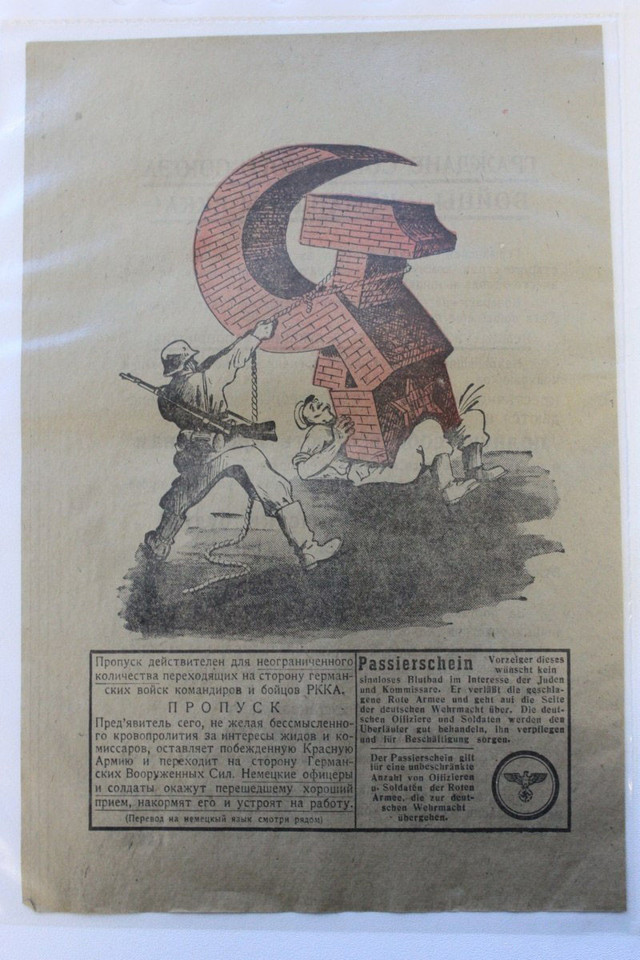 Пропуск действителен для неограниченного
количества переходящих на сторону герман-
ских войск командиров и бойцов РККА.
ПРОПУСК
Пред'явитель сего, не желая бессмысленно-
го кровопролития за интересы жидов и ко-
миссаров, оставляет побежденную Красную
Армию и переходит на сторону Герман-
ских Вооруженных Сил. Немецкие офицеры
и солдаты окажут перешедшему хороший
прием, накормят его и устроят на работу.
(Перевод на немецкий язык смотри рядом)
Passierschein Vorzeiger dieses
wünscht kein
sinnloses Blutbad im Interesse der Juden
und Kommissare. Er verläßt die geschla-
gene Rote Armee und geht auf die Seite
der deutschen Wehrmacht über. Die deut-
schen Offiziere und Soldaten werden den
Überläufer gut behandeln, ihn verpflegen
und für Beschäftigung sorgen.
Der Passierschein gilt
für eine unbeschränkte
Anzahl von Offizieren
u. Soldaten der Roten
Armee, die zur deut-
schen Wehrmacht
übergehen.